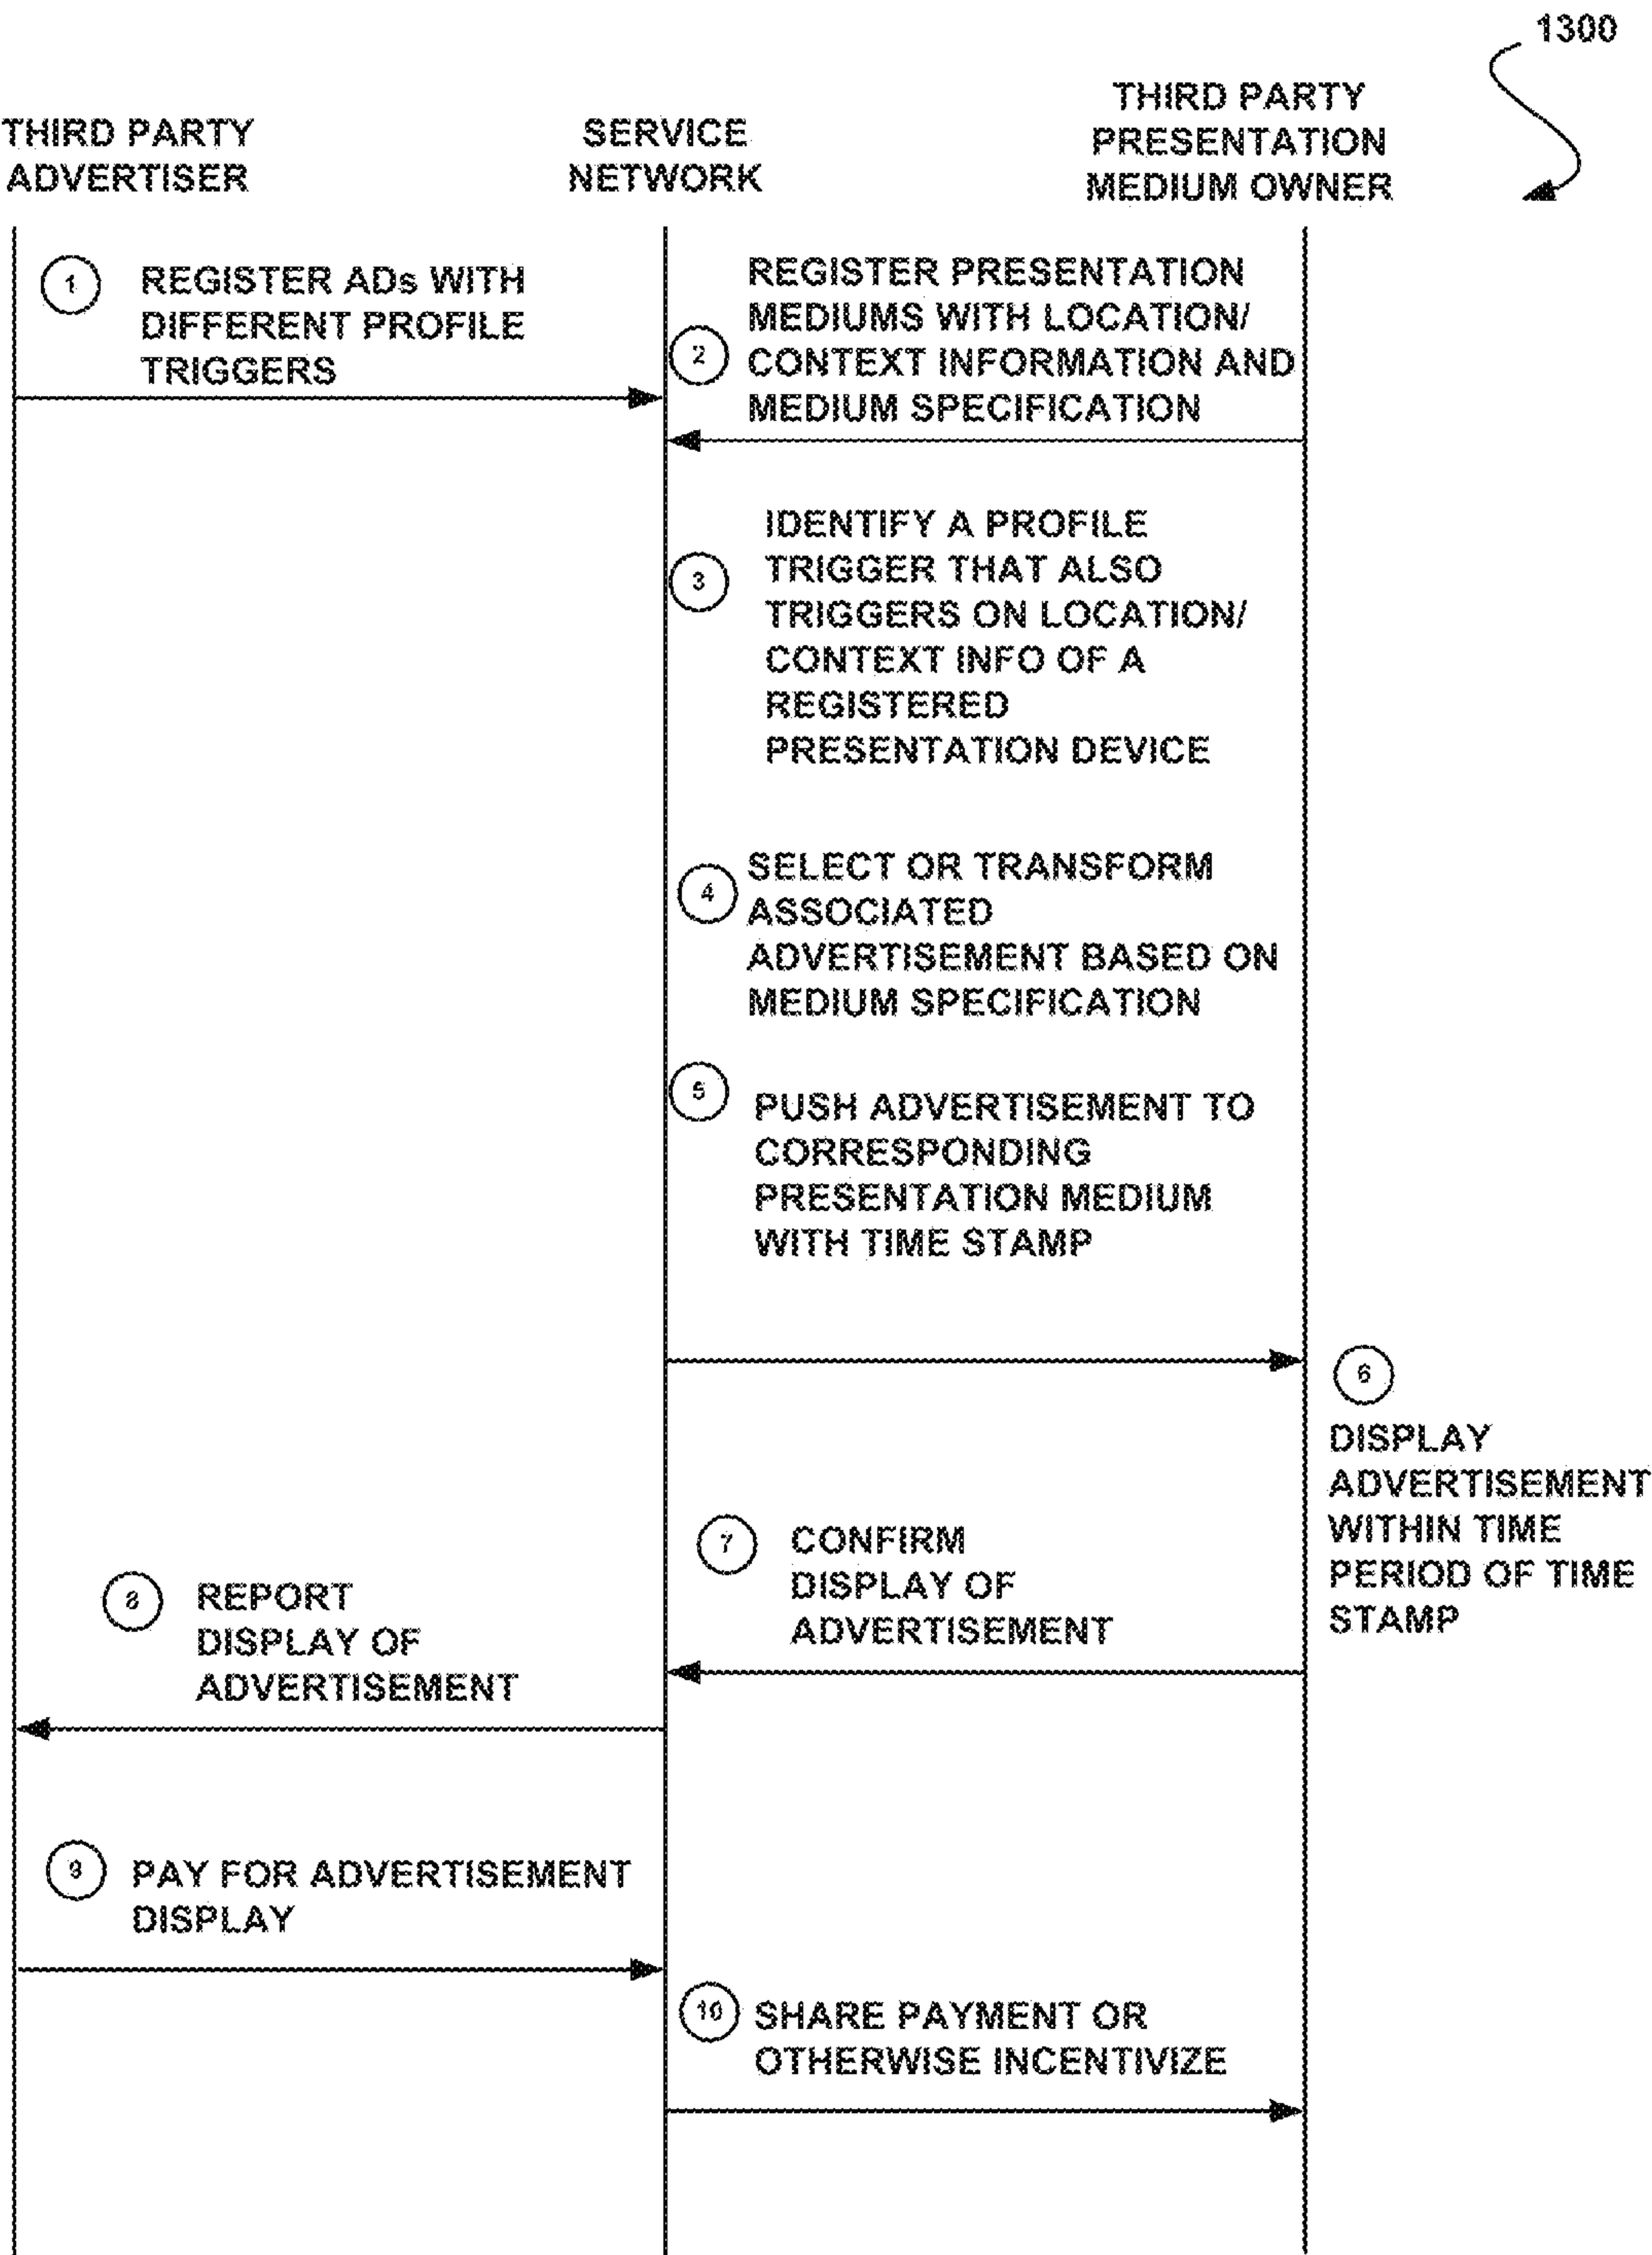 1300
THIRD PARTY
ADVERTISER
SERVICE
NETWORK
THIRD PARTY
PRESENTATION
MEDIUM OWNER
1
REGISTER ADs WITH
DIFFERENT PROFILE
TRIGGERS
2
REGISTER PRESENTATION
MEDIUMS WITH LOCATION/
CONTEXT INFORMATION AND
MEDIUM SPECIFICATION
3
IDENTIFY A PROFILE
TRIGGER THAT ALSO
TRIGGERS ON LOCATION/
CONTEXT INFO OF A
REGISTERED
PRESENTATION DEVICE
4
SELECT OR TRANSFORM
ASSOCIATED
ADVERTISEMENT BASED ON
MEDIUM SPECIFICATION
5
PUSH ADVERTISEMENT TO
CORRESPONDING
PRESENTATION MEDIUM
WITH TIME STAMP
6
DISPLAY
ADVERTISEMENT
WITHIN TIME
PERIOD OF TIME
STAMP
7
CONFIRM
DISPLAY OF
ADVERTISEMENT
8
REPORT
DISPLAY OF
ADVERTISEMENT
9
PAY FOR ADVERTISEMENT
DISPLAY
10
SHARE PAYMENT OR
OTHERWISE INCENTIVIZE